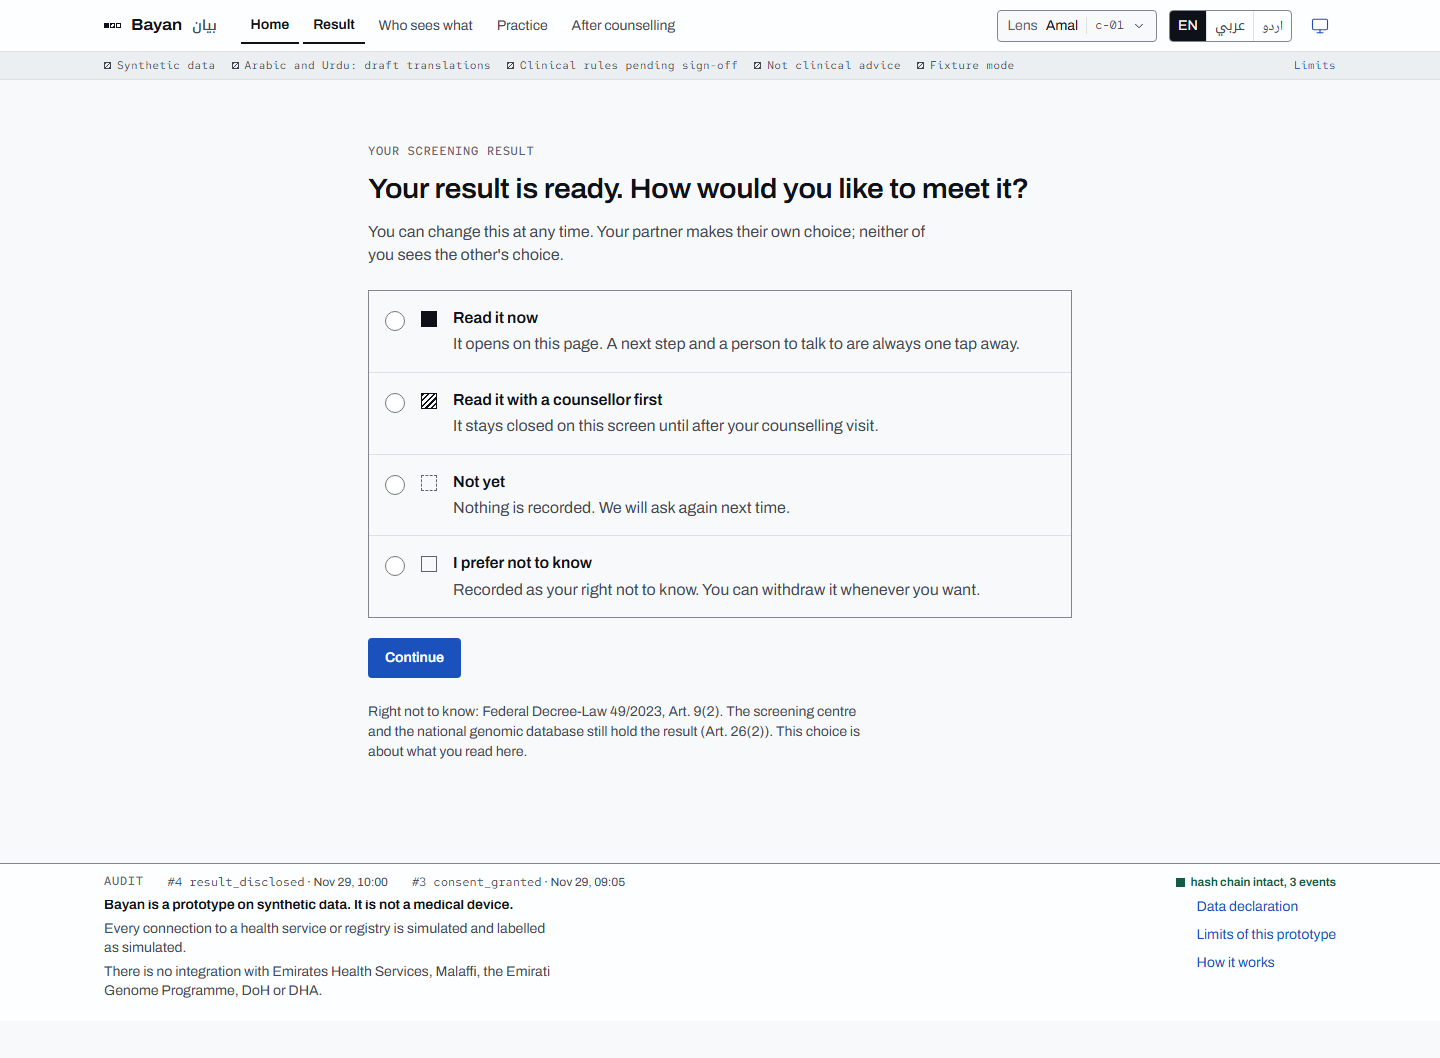 Bayan بيان Home Result Who sees what Practice After counselling Lens Amal c-01 EN عربي اردو
Synthetic data Arabic and Urdu: draft translations Clinical rules pending sign-off Not clinical advice Fixture mode Limits
YOUR SCREENING RESULT
Your result is ready. How would you like to meet it?
You can change this at any time. Your partner makes their own choice; neither of
you sees the other's choice.
Read it now
It opens on this page. A next step and a person to talk to are always one tap away.
Read it with a counsellor first
It stays closed on this screen until after your counselling visit.
Not yet
Nothing is recorded. We will ask again next time.
I prefer not to know
Recorded as your right not to know. You can withdraw it whenever you want.
Continue
Right not to know: Federal Decree-Law 49/2023, Art. 9(2). The screening centre
and the national genomic database still hold the result (Art. 26(2)). This choice is
about what you read here.
AUDIT #4 result_disclosed · Nov 29, 10:00 #3 consent_granted · Nov 29, 09:05 hash chain intact, 3 events
Bayan is a prototype on synthetic data. It is not a medical device.
Every connection to a health service or registry is simulated and labelled
as simulated.
There is no integration with Emirates Health Services, Malaffi, the Emirati
Genome Programme, DoH or DHA.
Data declaration
Limits of this prototype
How it works